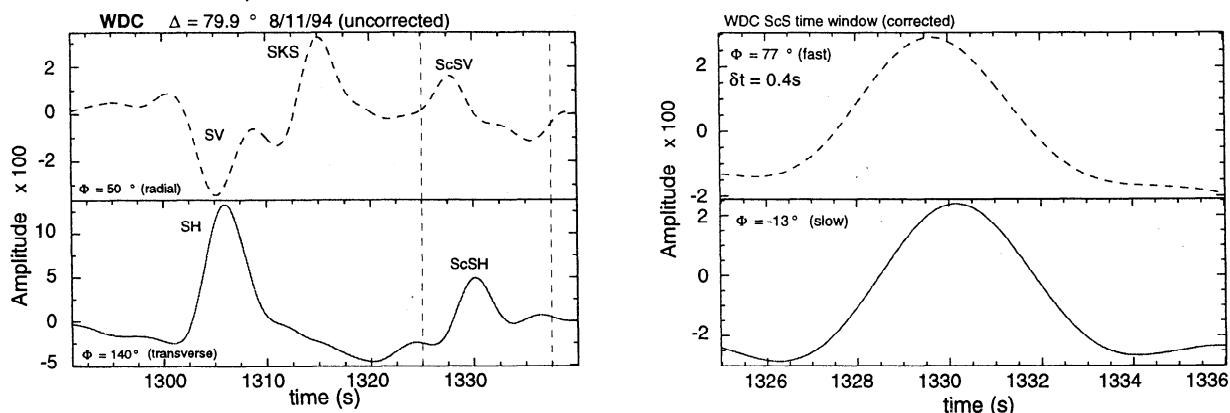 WDC Δ = 79.9 ° 8/11/94 (uncorrected)
SKS
ScSV
SV
Φ = 50 ° (radial)
2
0
-2
Amplitude x 100
SH
ScSH
Φ = 140° (transverse)
10
5
0
-5
1300 1310 1320 1330
time (s)
WDC ScS time window (corrected)
Φ = 77 ° (fast)
δt = 0.4s
2
0
-2
Amplitude x 100
Φ = -13° (slow)
2
0
-2
1326 1328 1330 1332 1334 1336
time (s)